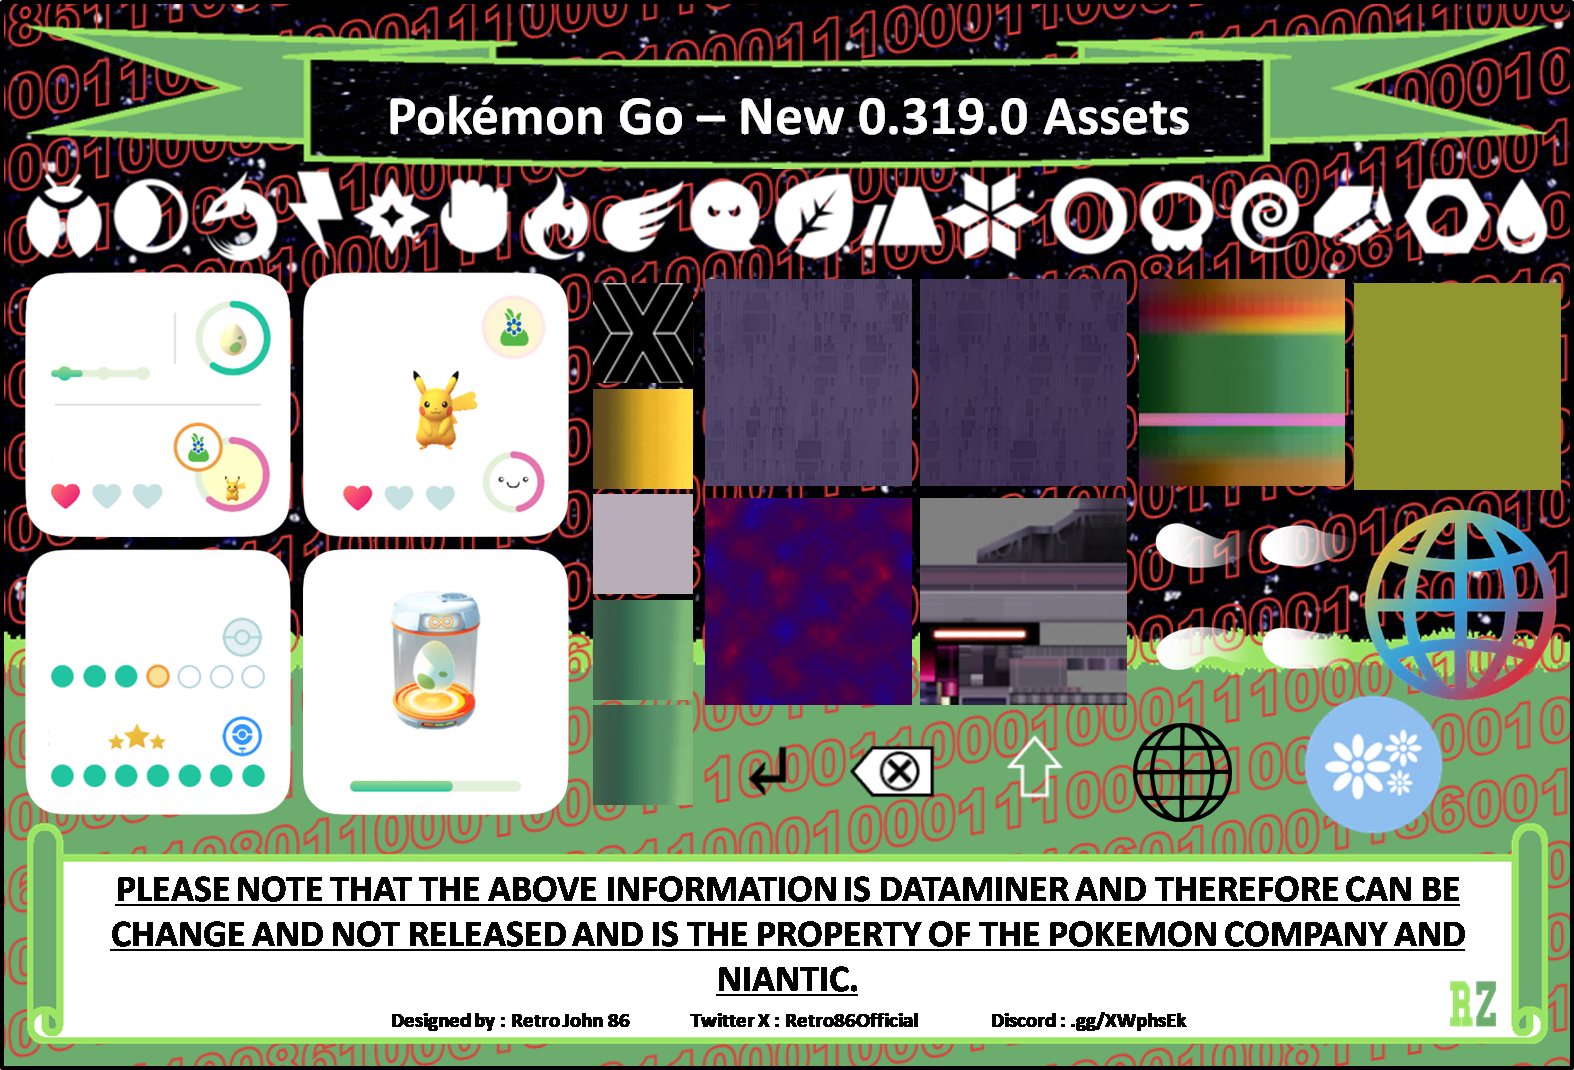 Pokémon Go – New 0.319.0 Assets
PLEASE NOTE THAT THE ABOVE INFORMATION IS DATAMINER AND THEREFORE CAN BE
CHANGE AND NOT RELEASED AND IS THE PROPERTY OF THE POKEMON COMPANY AND
NIANTIC.
Designed by : Retro John 86 Twitter X : Retro86Official Discord : .gg/XWphsEk
RZ